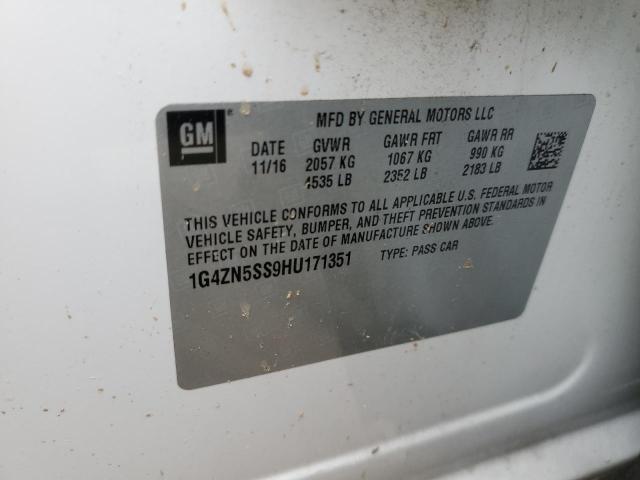 GM
MFD BY GENERAL MOTORS LLC
DATE GVWR GAWR FRT GAWR RR
11/16 2057 KG 1067 KG 990 KG
4535 LB 2352 LB 2183 LB
THIS VEHICLE CONFORMS TO ALL APPLICABLE U.S. FEDERAL MOTOR
VEHICLE SAFETY, BUMPER, AND THEFT PREVENTION STANDARDS IN
EFFECT ON THE DATE OF MANUFACTURE SHOWN ABOVE.
1G4ZN5SS9HU171351 TYPE: PASS CAR